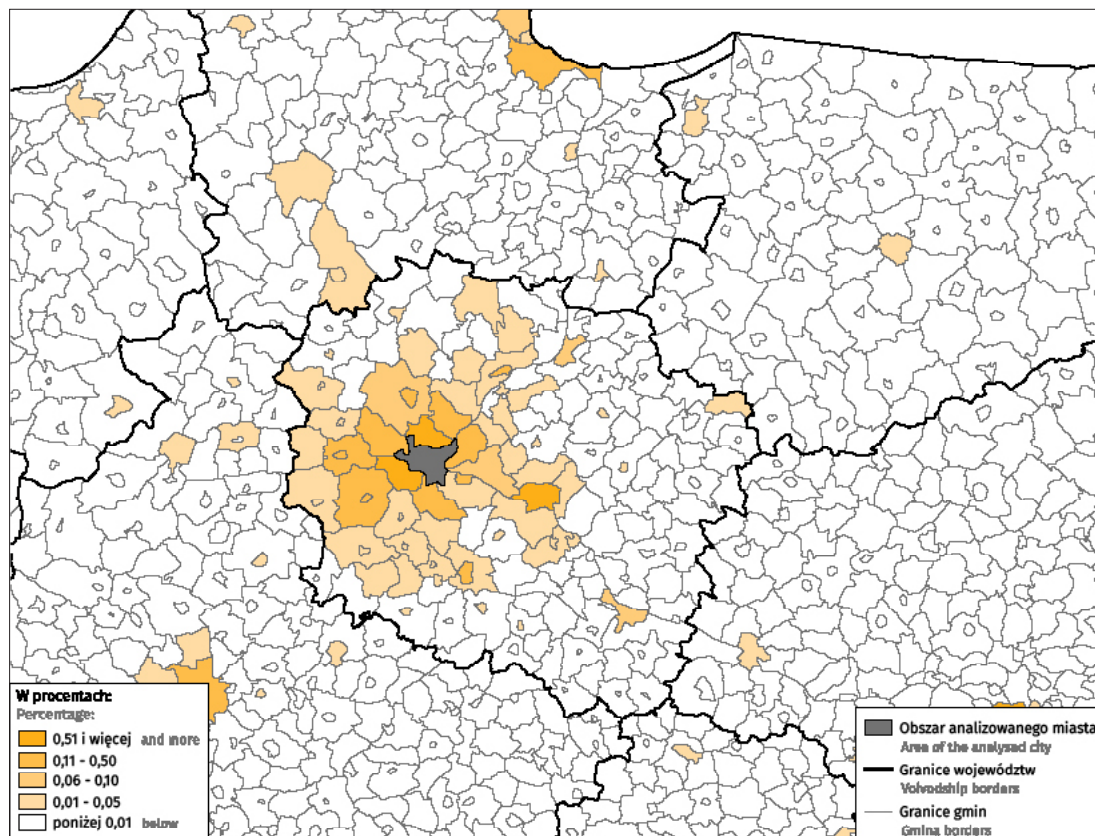 W procentach:
Percentage:
0,51 i więcej and more
0,11 - 0,50
0,06 - 0,10
0,01 - 0,05
poniżej 0,01 below
Obszar analizowanego miasta
Area of the analysed city
Granice województw
Voivodship borders
Granice gmin
Gmina borders